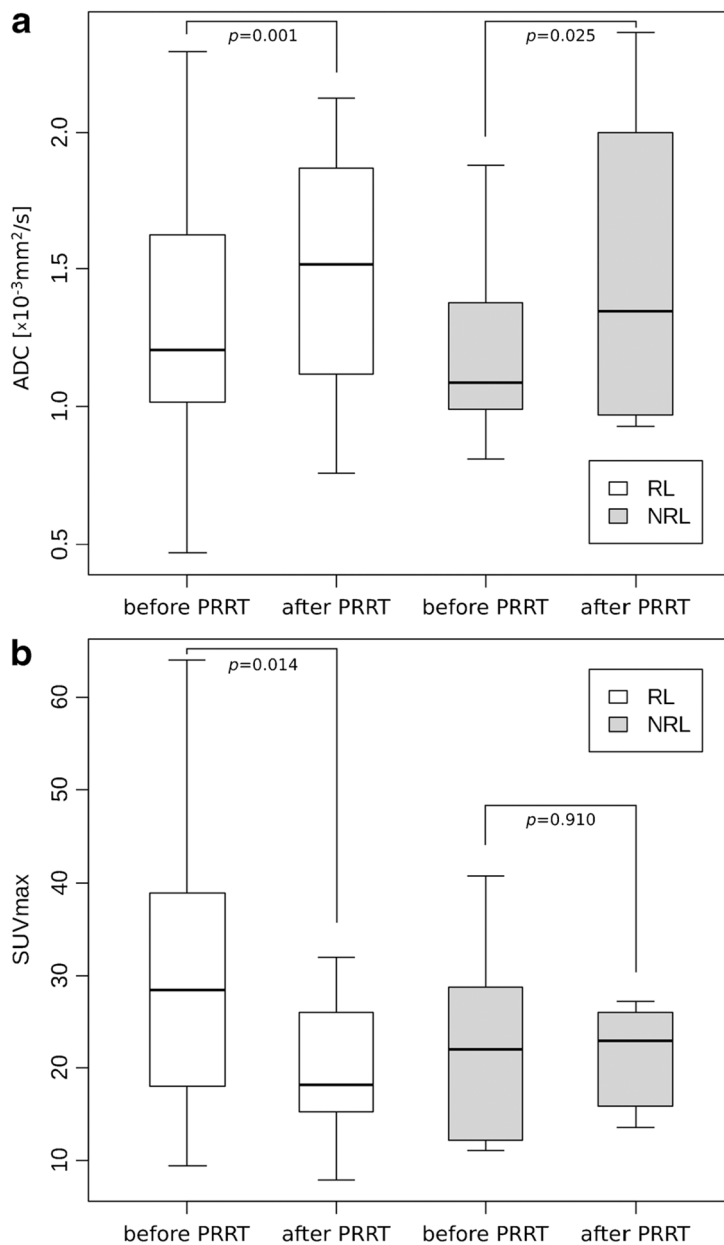 a
p=0.001
p=0.025
2.0
1.5
1.0
0.5
ADC [×10⁻³mm²/s]
RL
NRL
before PRRT after PRRT before PRRT after PRRT
b
p=0.014
RL
NRL
p=0.910
60
50
40
30
20
10
SUVmax
before PRRT after PRRT before PRRT after PRRT